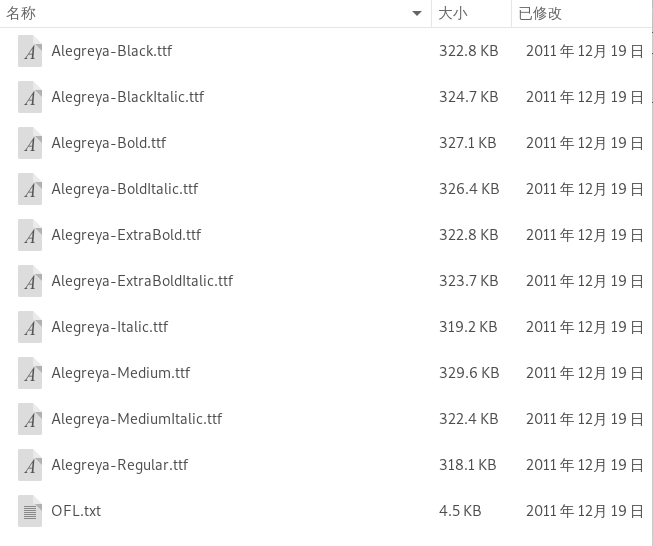 名称 大小 已修改
Alegreya-Black.ttf 322.8 KB 2011 年 12月 19 日
Alegreya-BlackItalic.ttf 324.7 KB 2011 年 12月 19 日
Alegreya-Bold.ttf 327.1 KB 2011 年 12月 19 日
Alegreya-BoldItalic.ttf 326.4 KB 2011 年 12月 19 日
Alegreya-ExtraBold.ttf 322.8 KB 2011 年 12月 19 日
Alegreya-ExtraBoldItalic.ttf 323.7 KB 2011 年 12月 19 日
Alegreya-Italic.ttf 319.2 KB 2011 年 12月 19 日
Alegreya-Medium.ttf 329.6 KB 2011 年 12月 19 日
Alegreya-MediumItalic.ttf 322.4 KB 2011 年 12月 19 日
Alegreya-Regular.ttf 318.1 KB 2011 年 12月 19 日
OFL.txt 4.5 KB 2011 年 12月 19 日